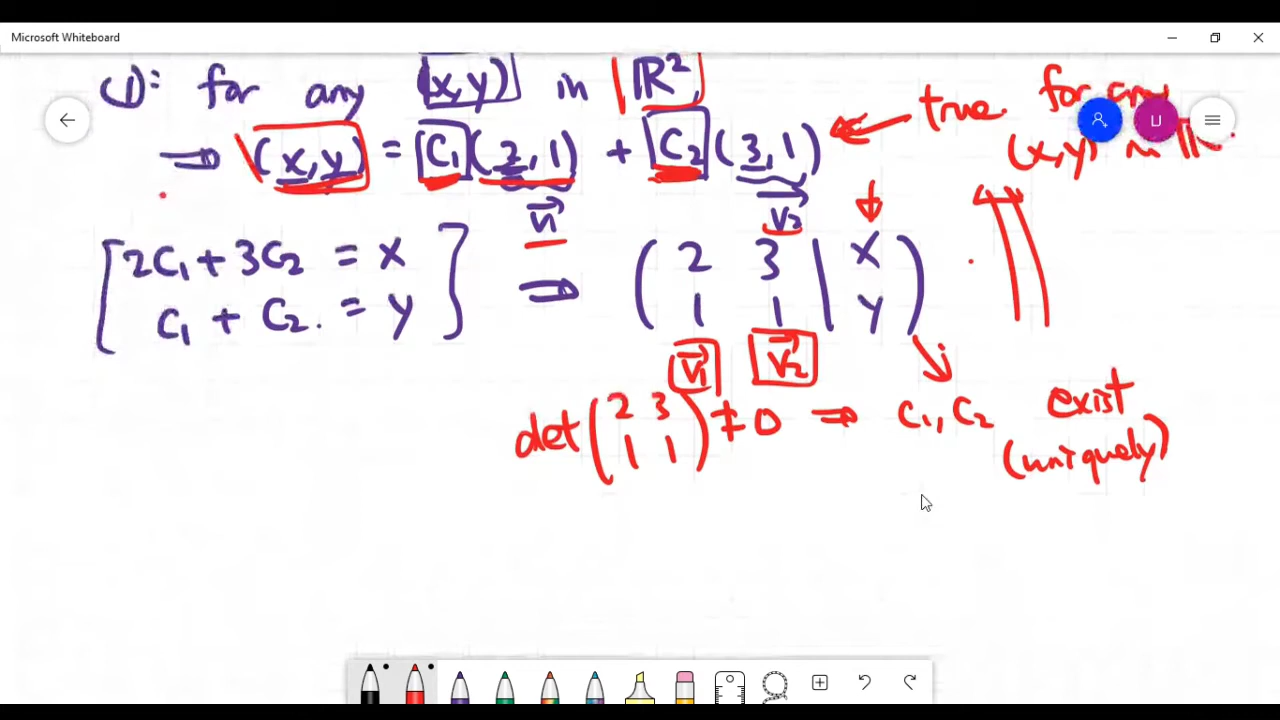 Microsoft Whiteboard
(1): for any (x,y) in ℝ²
⇒ (x,y) = C₁(2,1) + C₂(3,1) ← true for any
(x,y) in ℝ
v₁ v₂
[2C₁ + 3C₂ = x ⇒ (2 3 | x
C₁ + C₂ = y] 1 1 | y)
v₁ v₂
det(2 3 ≠ 0 ⇒ C₁, C₂ exist
1 1) (uniquely)
U